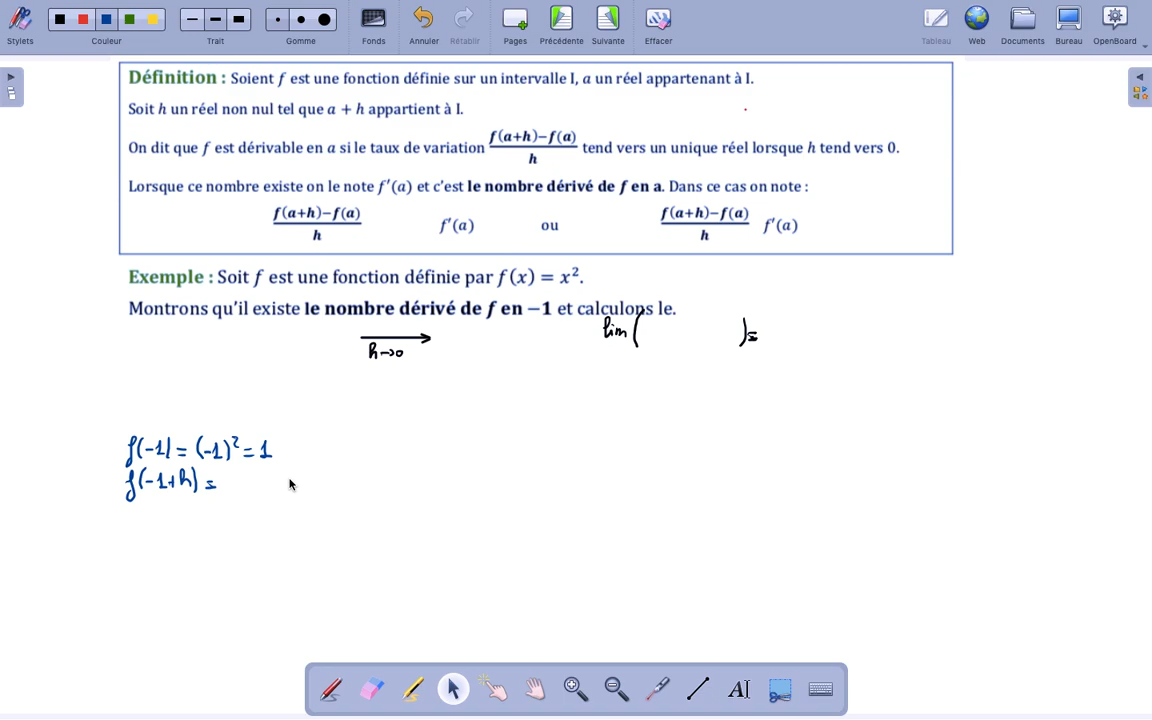 Stylets Couleur Trait Gomme Fonds Annuler Rétablir Pages Précédente Suivante Effacer Tableau Web Documents Bureau OpenBoard
Définition : Soient f est une fonction définie sur un intervalle I, a un réel appartenant à I.
Soit h un réel non nul tel que a + h appartient à I.
On dit que f est dérivable en a si le taux de variation f(a+h)−f(a) / h tend vers un unique réel lorsque h tend vers 0.
Lorsque ce nombre existe on le note f′(a) et c'est le nombre dérivé de f en a. Dans ce cas on note :
f(a+h)−f(a) / h f′(a) ou f(a+h)−f(a) / h f′(a)
Exemple : Soit f est une fonction définie par f(x) = x².
Montrons qu'il existe le nombre dérivé de f en −1 et calculons le.
⟶ lim ( ) =
h→0
f(-1) = (-1)² = 1
f(-1+h) =
AI